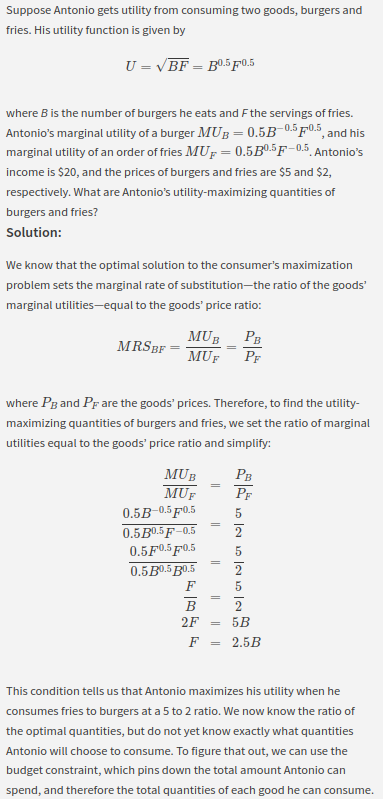 Suppose Antonio gets utility from consuming two goods, burgers and
fries. His utility function is given by
U = √BF = B^0.5 F^0.5
where B is the number of burgers he eats and F the servings of fries.
Antonio's marginal utility of a burger MU_B = 0.5B^−0.5 F^0.5, and his
marginal utility of an order of fries MU_F = 0.5B^0.5 F^−0.5. Antonio's
income is $20, and the prices of burgers and fries are $5 and $2,
respectively. What are Antonio's utility-maximizing quantities of
burgers and fries?
Solution:
We know that the optimal solution to the consumer's maximization
problem sets the marginal rate of substitution—the ratio of the goods'
marginal utilities—equal to the goods' price ratio:
MRS_BF = MU_B / MU_F = P_B / P_F
where P_B and P_F are the goods' prices. Therefore, to find the utility-
maximizing quantities of burgers and fries, we set the ratio of marginal
utilities equal to the goods' price ratio and simplify:
MU_B / MU_F = P_B / P_F
0.5B^−0.5 F^0.5 / 0.5B^0.5 F^−0.5 = 5 / 2
0.5F^0.5 F^0.5 / 0.5B^0.5 B^0.5 = 5 / 2
F / B = 5 / 2
2F = 5B
F = 2.5B
This condition tells us that Antonio maximizes his utility when he
consumes fries to burgers at a 5 to 2 ratio. We now know the ratio of
the optimal quantities, but do not yet know exactly what quantities
Antonio will choose to consume. To figure that out, we can use the
budget constraint, which pins down the total amount Antonio can
spend, and therefore the total quantities of each good he can consume.